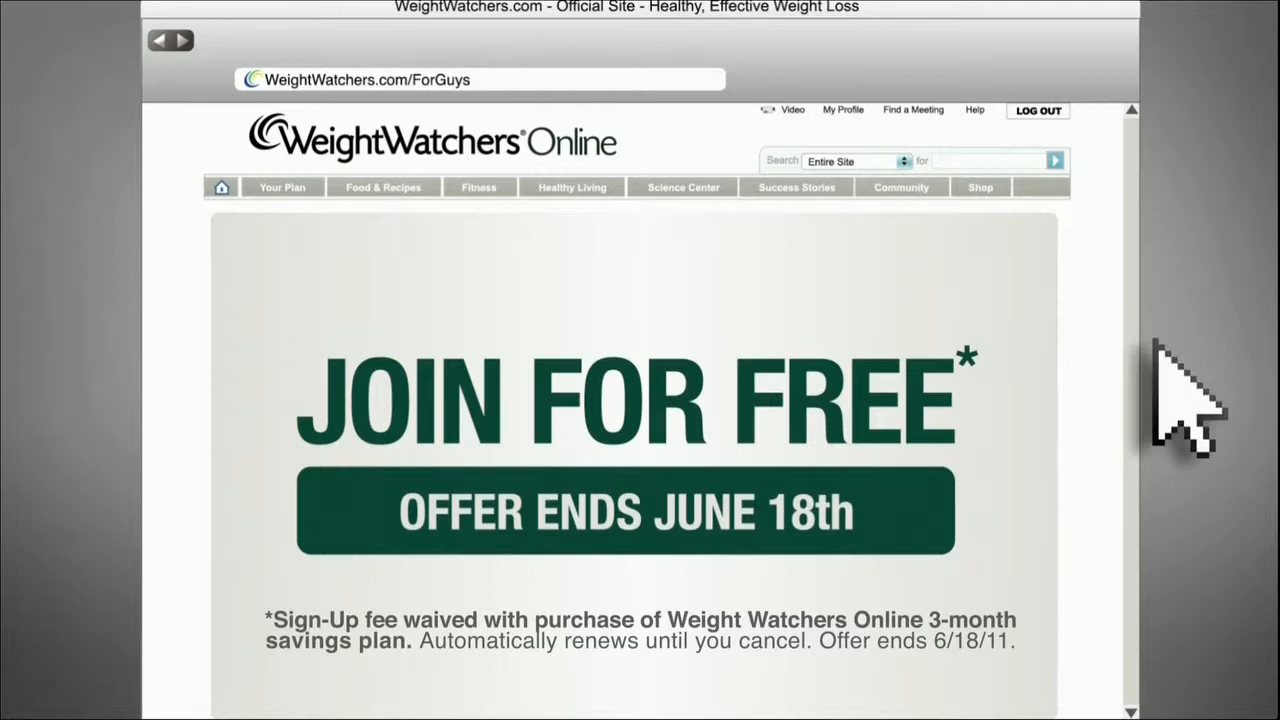 WeightWatchers.com - Official Site - Healthy, Effective Weight Loss
WeightWatchers.com/ForGuys
Video My Profile Find a Meeting Help LOG OUT
WeightWatchers® Online
Search Entire Site for
Your Plan Food & Recipes Fitness Healthy Living Science Center Success Stories Community Shop
JOIN FOR FREE*
OFFER ENDS JUNE 18th
*Sign-Up fee waived with purchase of Weight Watchers Online 3-month
savings plan. Automatically renews until you cancel. Offer ends 6/18/11.